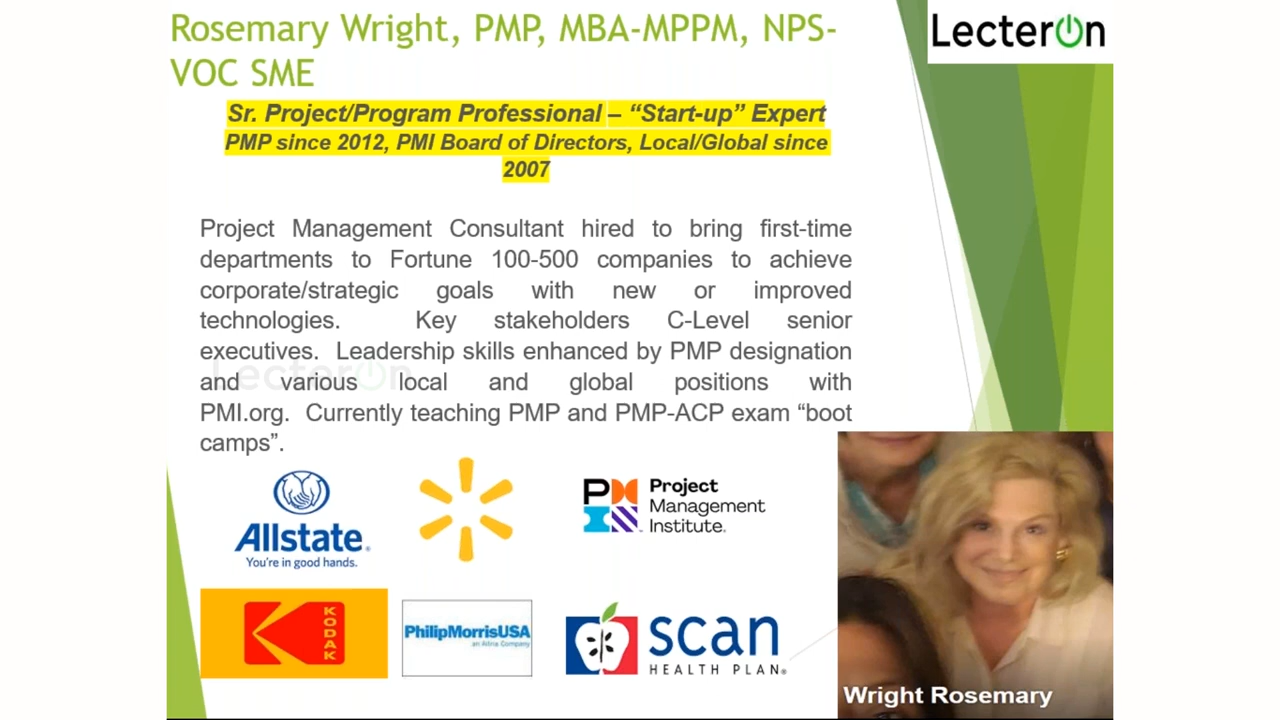 Rosemary Wright, PMP, MBA-MPPM, NPS-
VOC SME
LecterOn
Sr. Project/Program Professional – “Start-up” Expert
PMP since 2012, PMI Board of Directors, Local/Global since
2007
Project Management Consultant hired to bring first-time
departments to Fortune 100-500 companies to achieve
corporate/strategic goals with new or improved
technologies. Key stakeholders C-Level senior
executives. Leadership skills enhanced by PMP designation
and various local and global positions with
PMI.org. Currently teaching PMP and PMP-ACP exam “boot
camps”.
LecterOn
Allstate.
You're in good hands.
Project
Management
Institute.
KODAK
PhilipMorrisUSA
an Altria Company
scan
HEALTH PLAN®
Wright Rosemary